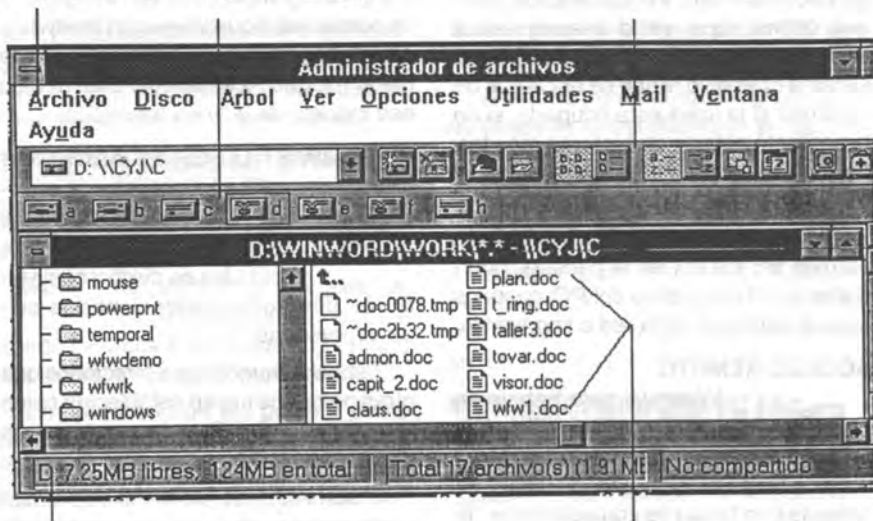 Administrador de archivos
Archivo Disco Arbol Ver Opciones Utilidades Mail Ventana
Ayuda
D: \\CYJ\C
a b c d e f h
D:\WINWORD\WORK\*.* - \\CYJ\C
mouse
powerpnt
temporal
wfwdemo
wfwrk
windows
~doc0078.tmp
~doc2b32.tmp
admon.doc
capit_2.doc
claus.doc
plan.doc
t_ring.doc
taller3.doc
tovar.doc
visor.doc
wfw1.doc
D: 7.25MB libres, 124MB en total Total 17 archivo(s) (1.91MB No compartido